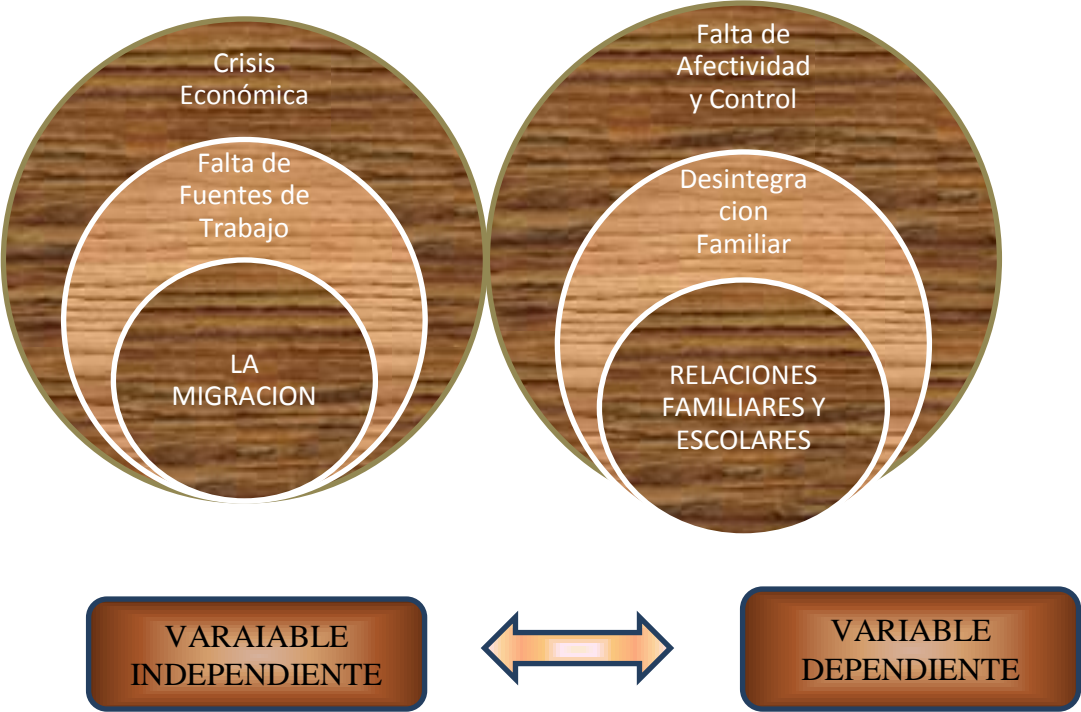 Crisis
Económica
Falta de
Fuentes de
Trabajo
LA
MIGRACION
Falta de
Afectividad
y Control
Desintegra
cion
Familiar
RELACIONES
FAMILIARES Y
ESCOLARES
VARAIABLE
INDEPENDIENTE
VARIABLE
DEPENDIENTE